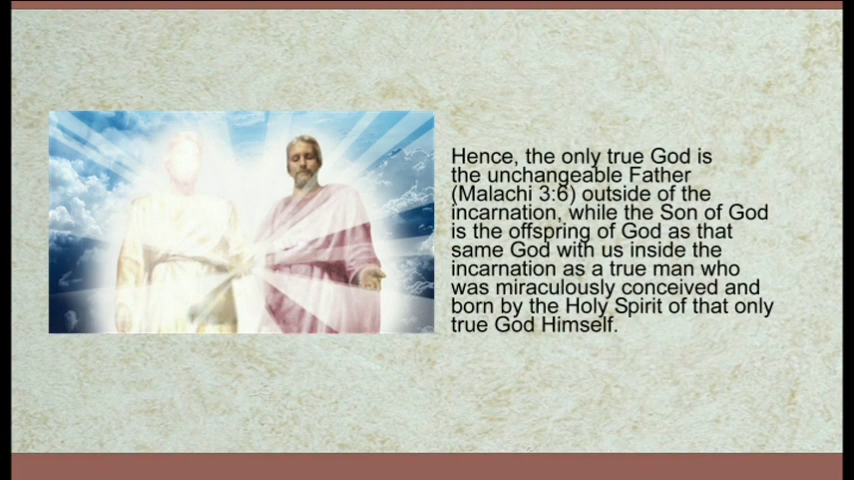 Hence, the only true God is
the unchangeable Father
(Malachi 3:6) outside of the
incarnation, while the Son of God
is the offspring of God as that
same God with us inside the
incarnation as a true man who
was miraculously conceived and
born by the Holy Spirit of that only
true God Himself.